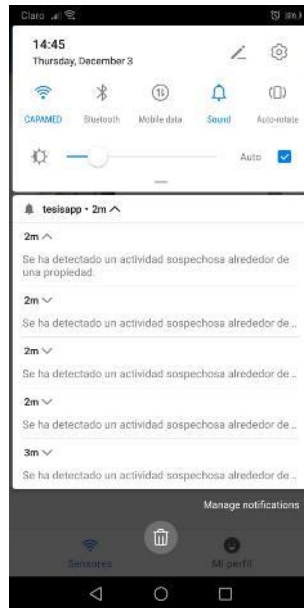 Claro
14:45
Thursday, December 3
CAPAMED Bluetooth Mobile data Sound Auto-rotate
Auto
tesisapp • 2m
2m
Se ha detectado un actividad sospechosa alrededor de
una propiedad.
2m
Se ha detectado un actividad sospechosa alrededor de ..
2m
Se ha detectado un actividad sospechosa alrededor de ..
2m
Se ha detectado un actividad sospechosa alrededor de ..
3m
Se ha detectado un actividad sospechosa alrededor de ..
Manage notifications
Sensores Mi perfil